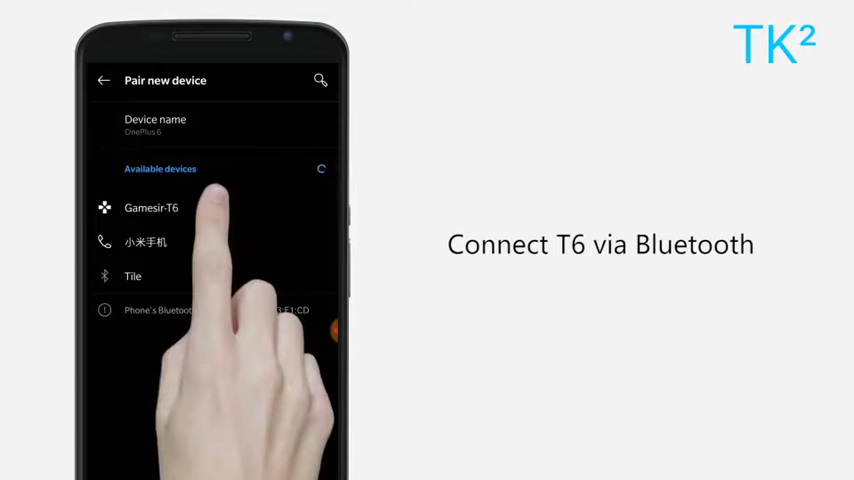 TK²
Pair new device
Device name
OnePlus 6
Available devices
Gamesir-T6
小米手机
Tile
Phone's Bluetoot
3:E1:CD
Connect T6 via Bluetooth